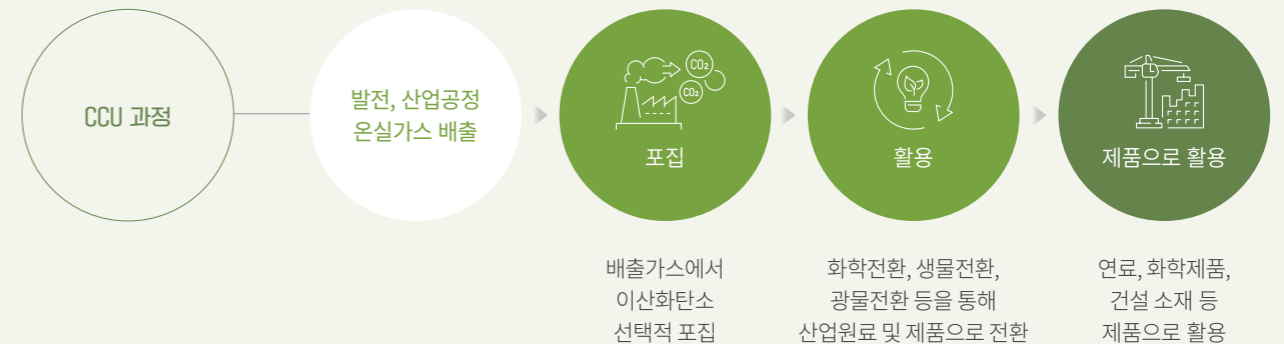 CCU 과정
발전, 산업공정
온실가스 배출
CO₂
CO₂
포집
활용
제품으로 활용
배출가스에서
이산화탄소
선택적 포집
화학전환, 생물전환,
광물전환 등을 통해
산업원료 및 제품으로 전환
연료, 화학제품,
건설 소재 등
제품으로 활용